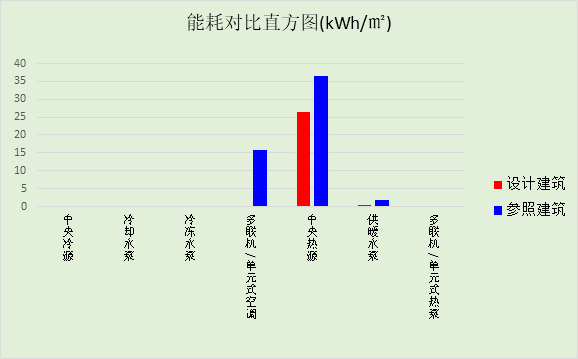 能耗对比直方图(kWh/㎡)
40
35
30
25
20
15
10
5
0
中央冷源
冷却水泵
冷冻水泵
多联机/单元式空调
中央热源
供暖水泵
多联机/单元式热泵
设计建筑
参照建筑